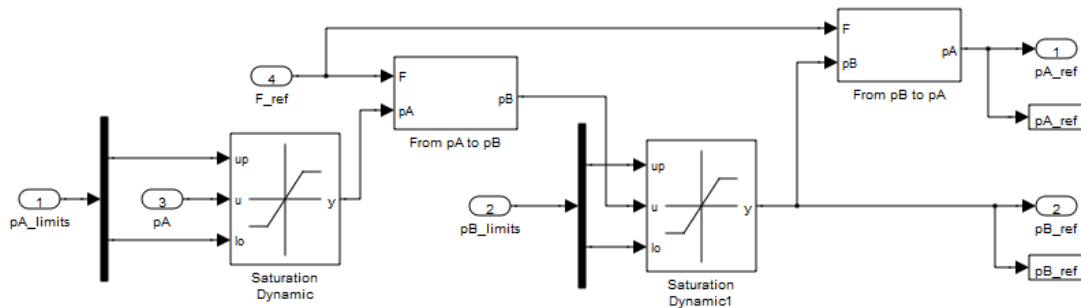 F
pA
pB
From pB to pA
1
pA_ref
pA_ref
4
F_ref
F
pA
pB
From pA to pB
1
pA_limits
3
pA
up
u
lo
y
Saturation
Dynamic
2
pB_limits
up
u
lo
y
Saturation
Dynamic1
2
pB_ref
pB_ref